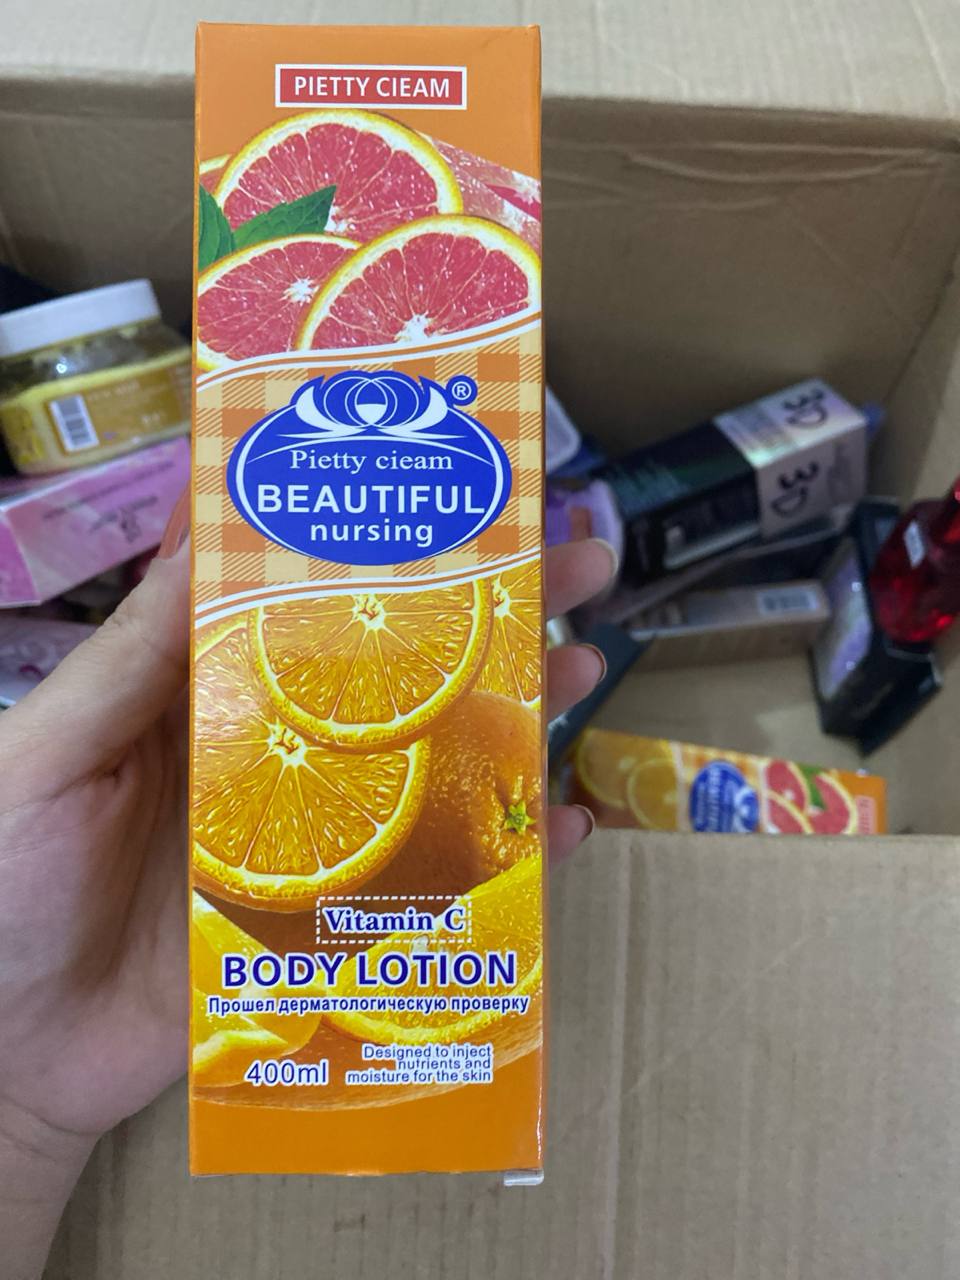 PIETTY CIEAM
®
Pietty cieam
BEAUTIFUL
nursing
Vitamin C
BODY LOTION
Прошел дерматологическую проверку
400ml
Designed to inject
nutrients and
moisture for the skin
3D
3D
BEAUTIFUL